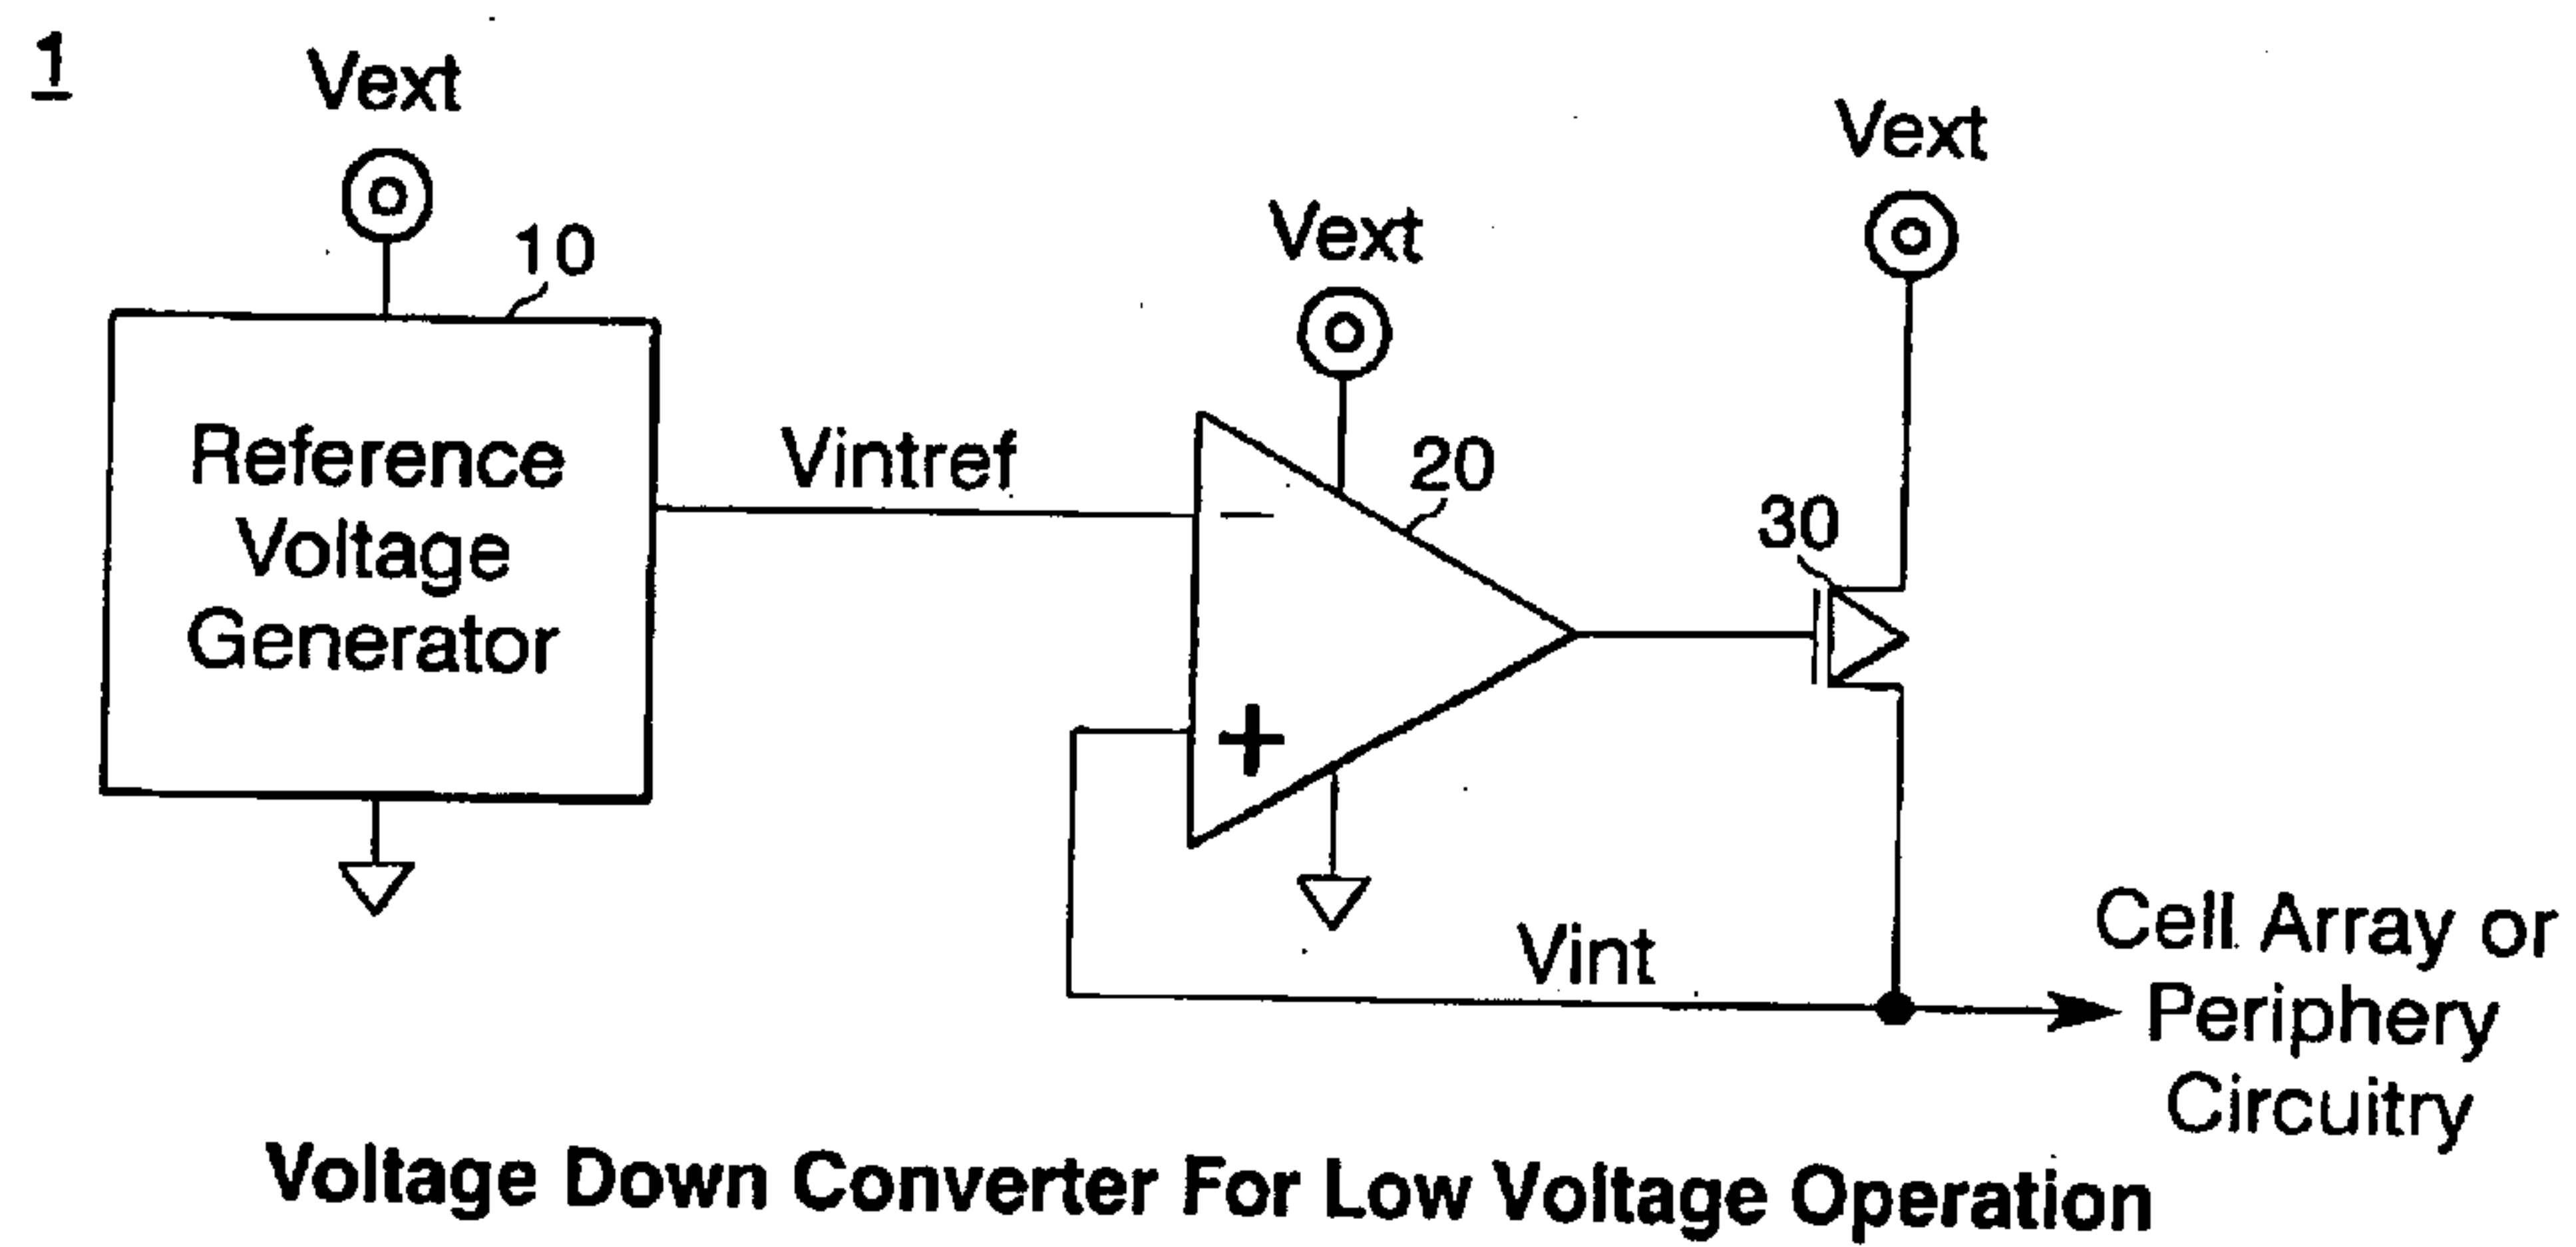 1
Vext
10
Reference
Voltage
Generator
Vintref
Vext
20
−
+
Vext
30
Vint
Cell Array or
Periphery
Circuitry
Voltage Down Converter For Low Voltage Operation